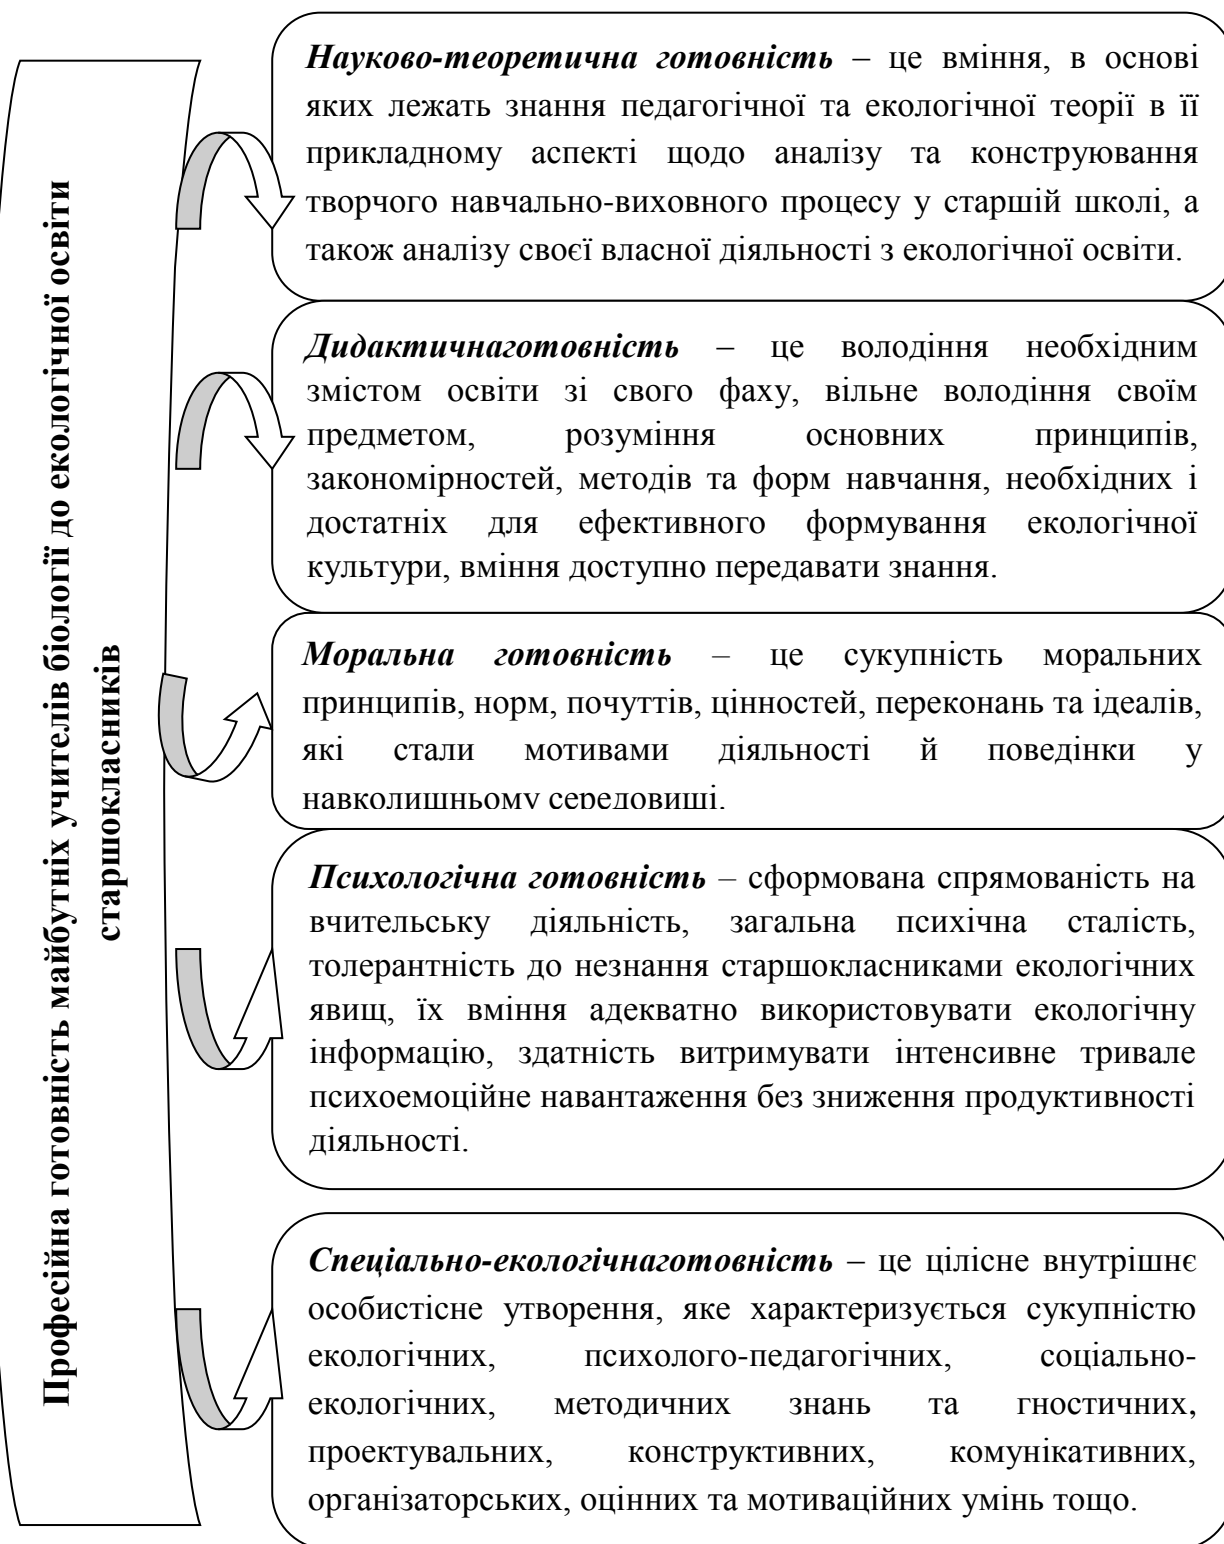 Професійна готовність майбутніх учителів біології до екологічної освіти
старшокласників
Науково-теоретична готовність – це вміння, в основі
яких лежать знання педагогічної та екологічної теорії в її
прикладному аспекті щодо аналізу та конструювання
творчого навчально-виховного процесу у старшій школі, а
також аналізу своєї власної діяльності з екологічної освіти.
Дидактичнаготовність – це володіння необхідним
змістом освіти зі свого фаху, вільне володіння своїм
предметом, розуміння основних принципів,
закономірностей, методів та форм навчання, необхідних і
достатніх для ефективного формування екологічної
культури, вміння доступно передавати знання.
Моральна готовність – це сукупність моральних
принципів, норм, почуттів, цінностей, переконань та ідеалів,
які стали мотивами діяльності й поведінки у
навколишньому середовищі.
Психологічна готовність – сформована спрямованість на
вчительську діяльність, загальна психічна сталість,
толерантність до незнання старшокласниками екологічних
явищ, їх вміння адекватно використовувати екологічну
інформацію, здатність витримувати інтенсивне тривале
психоемоційне навантаження без зниження продуктивності
діяльності.
Спеціально-екологічнаготовність – це цілісне внутрішнє
особистісне утворення, яке характеризується сукупністю
екологічних, психолого-педагогічних, соціально-
екологічних, методичних знань та гностичних,
проектувальних, конструктивних, комунікативних,
організаторських, оцінних та мотиваційних умінь тощо.